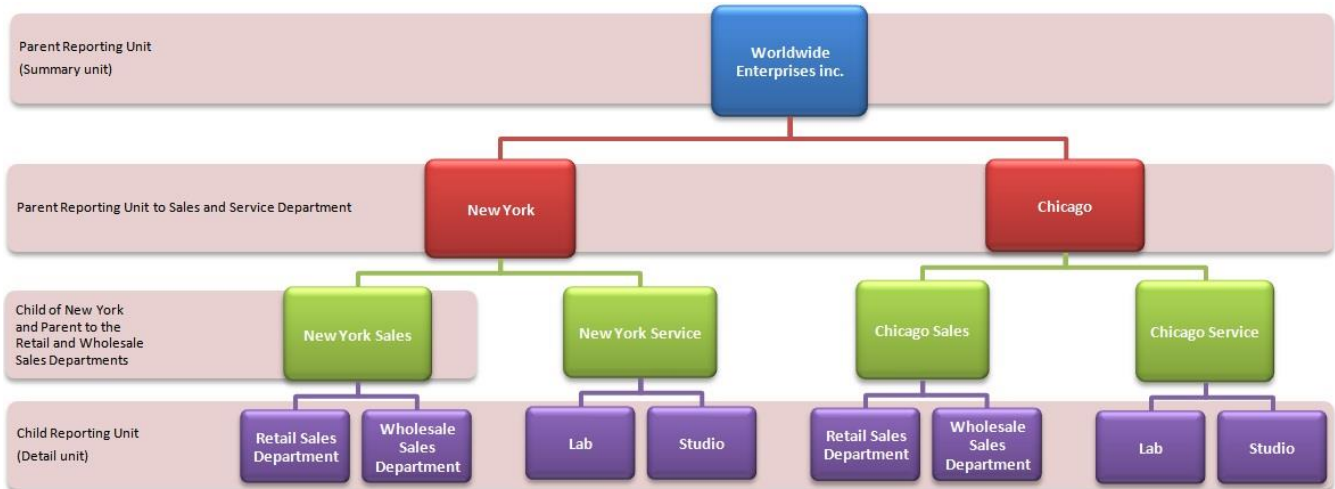 Parent Reporting Unit
(Summary unit)
Worldwide
Enterprises inc.
Parent Reporting Unit to Sales and Service Department
New York
Chicago
Child of New York
and Parent to the
Retail and Wholesale
Sales Departments
New York Sales
New York Service
Chicago Sales
Chicago Service
Child Reporting Unit
(Detail unit)
Retail Sales
Department
Wholesale
Sales
Department
Lab
Studio
Retail Sales
Department
Wholesale
Sales
Department
Lab
Studio